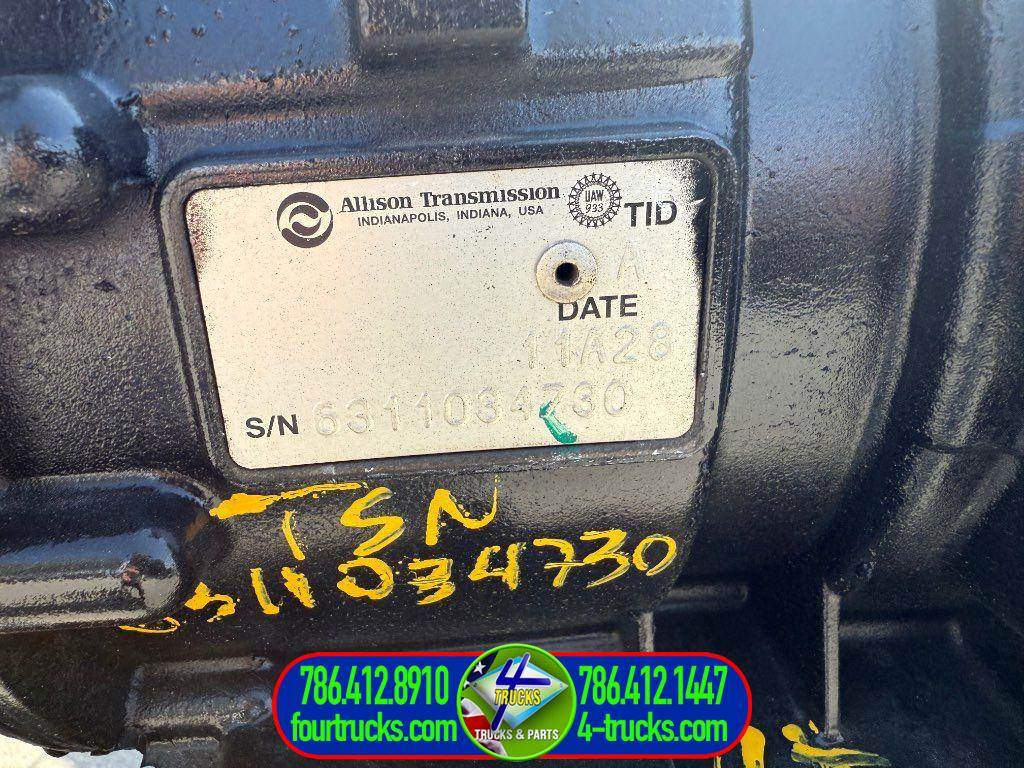 Allison Transmission
INDIANAPOLIS, INDIANA, USA
UAW
933
TID
A
DATE
11A28
S/N 6311034730
TSN
6311034730
786.412.8910
fourtrucks.com
4
TRUCKS
TRUCKS & PARTS
786.412.1447
4-trucks.com